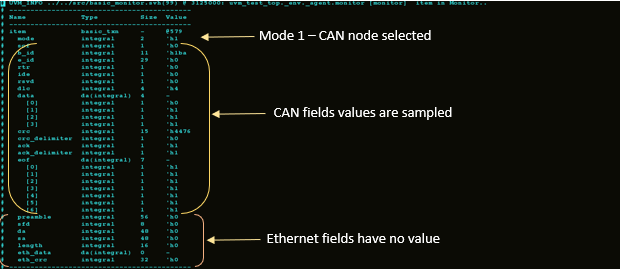 # UVM_INFO ../../src/basic_monitor.svh(99) @ 3125000: uvm_test_top._env._agent.monitor [monitor] item in Monitor..
# ----------------------------------------
# Name Type Size Value
# ----------------------------------------
# item basic_txn - @579
# mode integral 2 'h1
# sof integral 1 'h0
# b_id integral 11 'h1ba
# e_id integral 29 'h0
# rtr integral 1 'h0
# ide integral 1 'h0
# rsvd integral 1 'h0
# dlc integral 4 'h4
# data da(integral) 4 -
# [0] integral 1 'h0
# [1] integral 1 'h1
# [2] integral 1 'h1
# [3] integral 1 'h1
# crc integral 15 'h4476
# crc_delimiter integral 1 'h0
# ack integral 1 'h1
# ack_delimiter integral 1 'h1
# eof da(integral) 7 -
# [0] integral 1 'h1
# [1] integral 1 'h1
# [2] integral 1 'h1
# [3] integral 1 'h1
# [4] integral 1 'h1
# [5] integral 1 'h1
# [6] integral 1 'h1
# preamble 56 'h0
# sfd integral 8 'h0
# da integral 48 'h0
# sa integral 48 'h0
# length integral 16 'h0
# eth_data da(integral) 0 -
# eth_crc integral 32 'h0
# ----------------------------------------
Mode 1 – CAN node selected
CAN fields values are sampled
Ethernet fields have no value